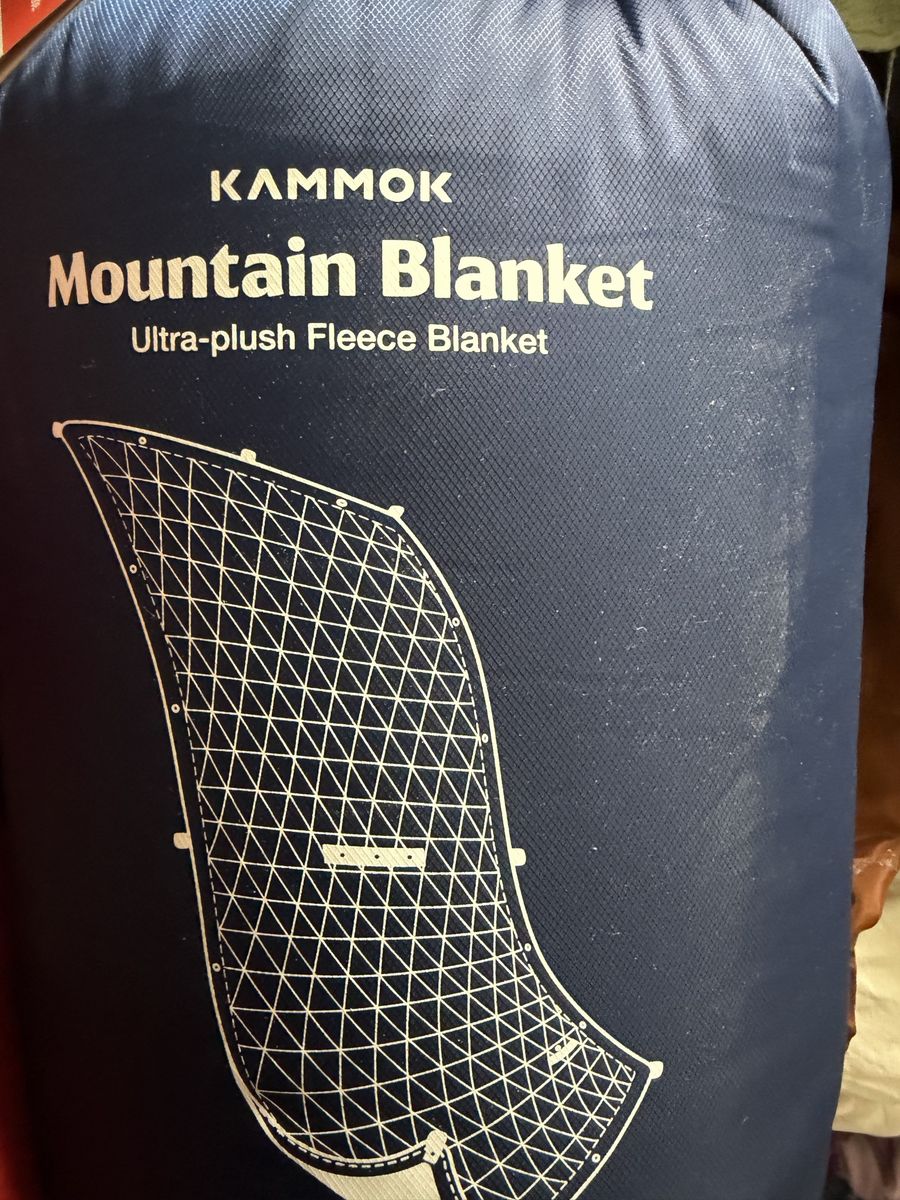 KAMMOK
Mountain Blanket
Ultra-plush Fleece Blanket